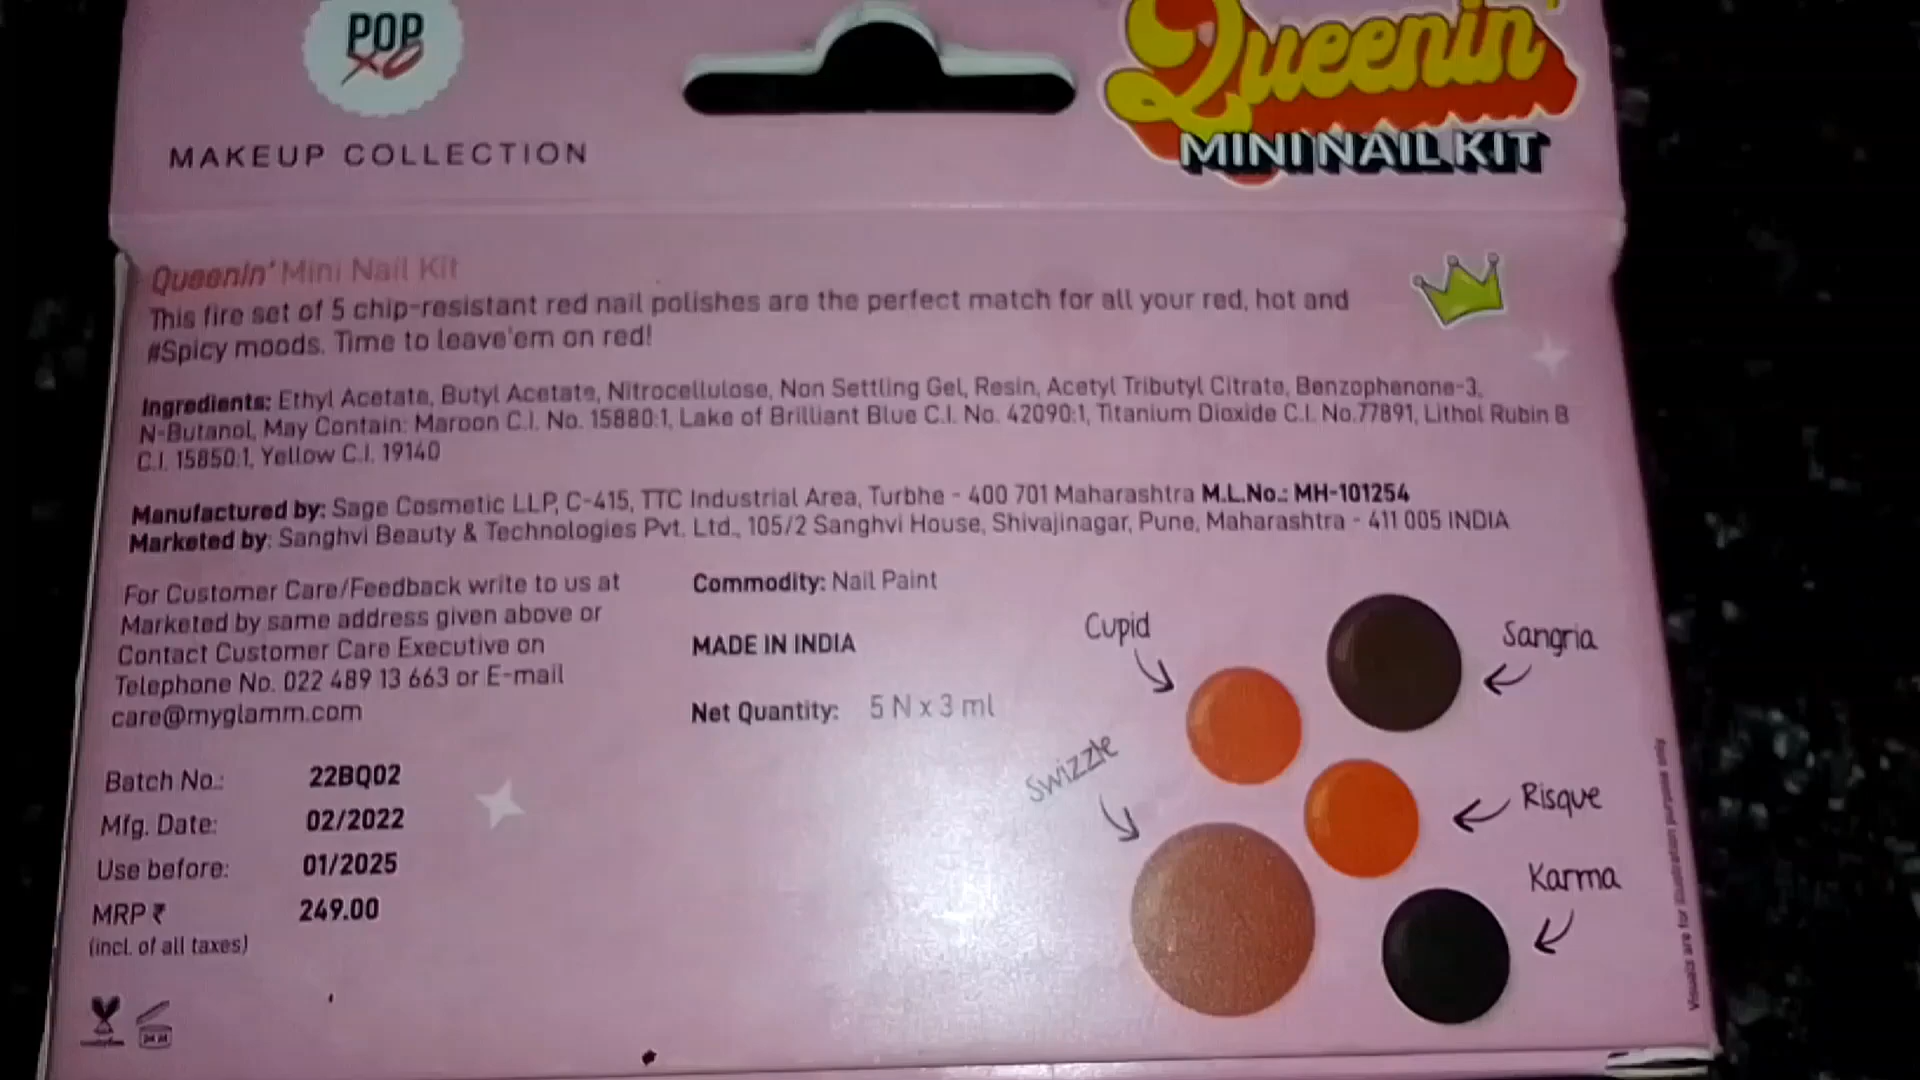 POP
xo
MAKEUP COLLECTION
Queenin'
MINI NAIL KIT
Queenin' Mini Nail Kit
This fire set of 5 chip-resistant red nail polishes are the perfect match for all your red, hot and
#Spicy moods. Time to leave'em on red!
Ingredients: Ethyl Acetate, Butyl Acetate, Nitrocellulose, Non Settling Gel, Resin, Acetyl Tributyl Citrate, Benzophenone-3,
N-Butanol, May Contain: Maroon C.I. No. 15880:1, Lake of Brilliant Blue C.I. No. 42090:1, Titanium Dioxide C.I. No.77891, Lithol Rubin B
C.I. 15850:1, Yellow C.I. 19140
Manufactured by: Sage Cosmetic LLP, C-415, TTC Industrial Area, Turbhe - 400 701 Maharashtra M.L.No.: MH-101254
Marketed by: Sanghvi Beauty & Technologies Pvt. Ltd., 105/2 Sanghvi House, Shivajinagar, Pune, Maharashtra - 411 005 INDIA
For Customer Care/Feedback write to us at
Marketed by same address given above or
Contact Customer Care Executive on
Telephone No. 022 489 13 663 or E-mail
care@myglamm.com
Commodity: Nail Paint
MADE IN INDIA
Net Quantity: 5 N x 3 ml
Batch No.: 22BQ02
Mfg. Date: 02/2022
Use before: 01/2025
MRP ₹ 249.00
(incl. of all taxes)
Cupid
Sangria
Swizzle
Risque
Karma
Visuals are for illustration purpose only